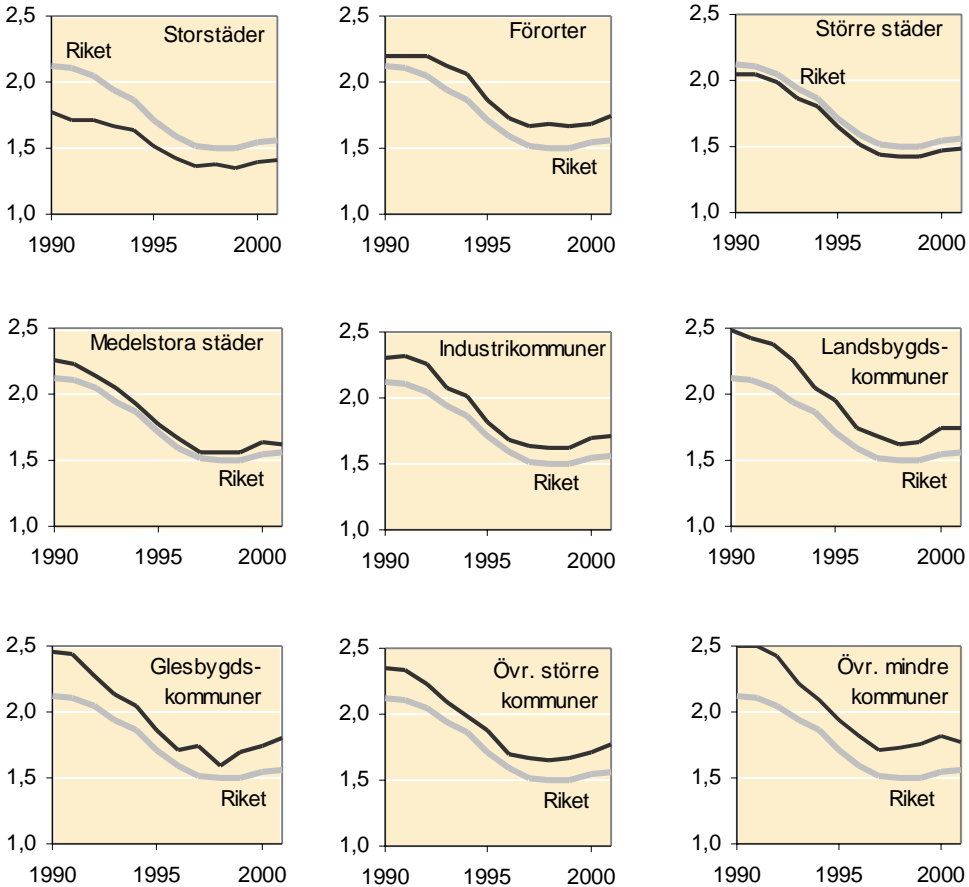 2,5
Storstäder
Riket
2,0
1,5
1,0
1990
1995
2000
2,5
Förorter
2,0
1,5
Riket
1,0
1990
1995
2000
2,5
Större städer
2,0
Riket
1,5
1,0
1990
1995
2000
2,5
Medelstora städer
2,0
1,5
Riket
1,0
1990
1995
2000
2,5
Industrikommuner
2,0
1,5
Riket
1,0
1990
1995
2000
2,5
Landsbygds-
kommuner
2,0
1,5
Riket
1,0
1990
1995
2000
2,5
Glesbygds-
kommuner
2,0
1,5
Riket
1,0
1990
1995
2000
2,5
Övr. större
kommuner
2,0
1,5
Riket
1,0
1990
1995
2000
2,5
Övr. mindre
kommuner
2,0
1,5
Riket
1,0
1990
1995
2000